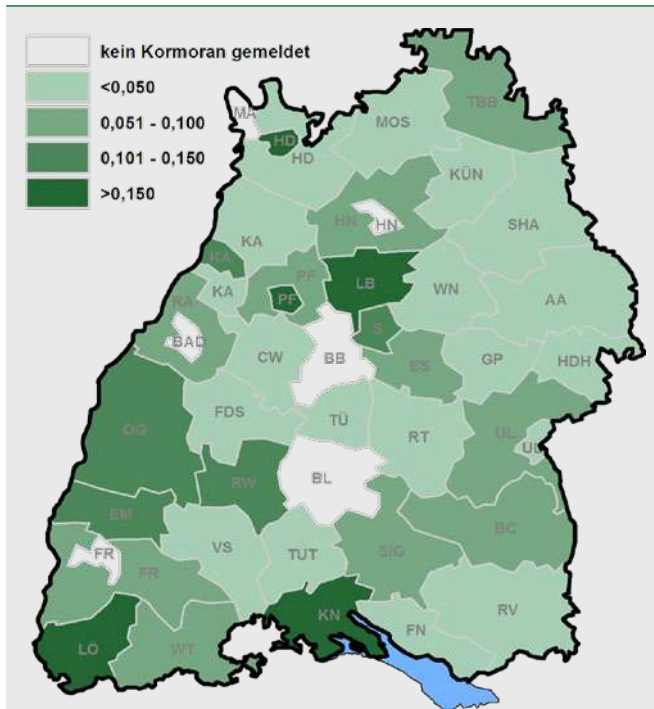 kein Kormoran gemeldet
<0,050
0,051 - 0,100
0,101 - 0,150
>0,150
MA
TBB
MOS
HD
HD
KÜN
HN
HN
SHA
KA
KA
PF
LB
KA
RA
PF
WN
AA
S
BAD
CW
BB
ES
GP
HDH
FDS
TÜ
OG
RT
UL
UL
RW
BL
EM
BC
FR
VS
TUT
SIG
FR
KN
RV
FN
LÖ
WT